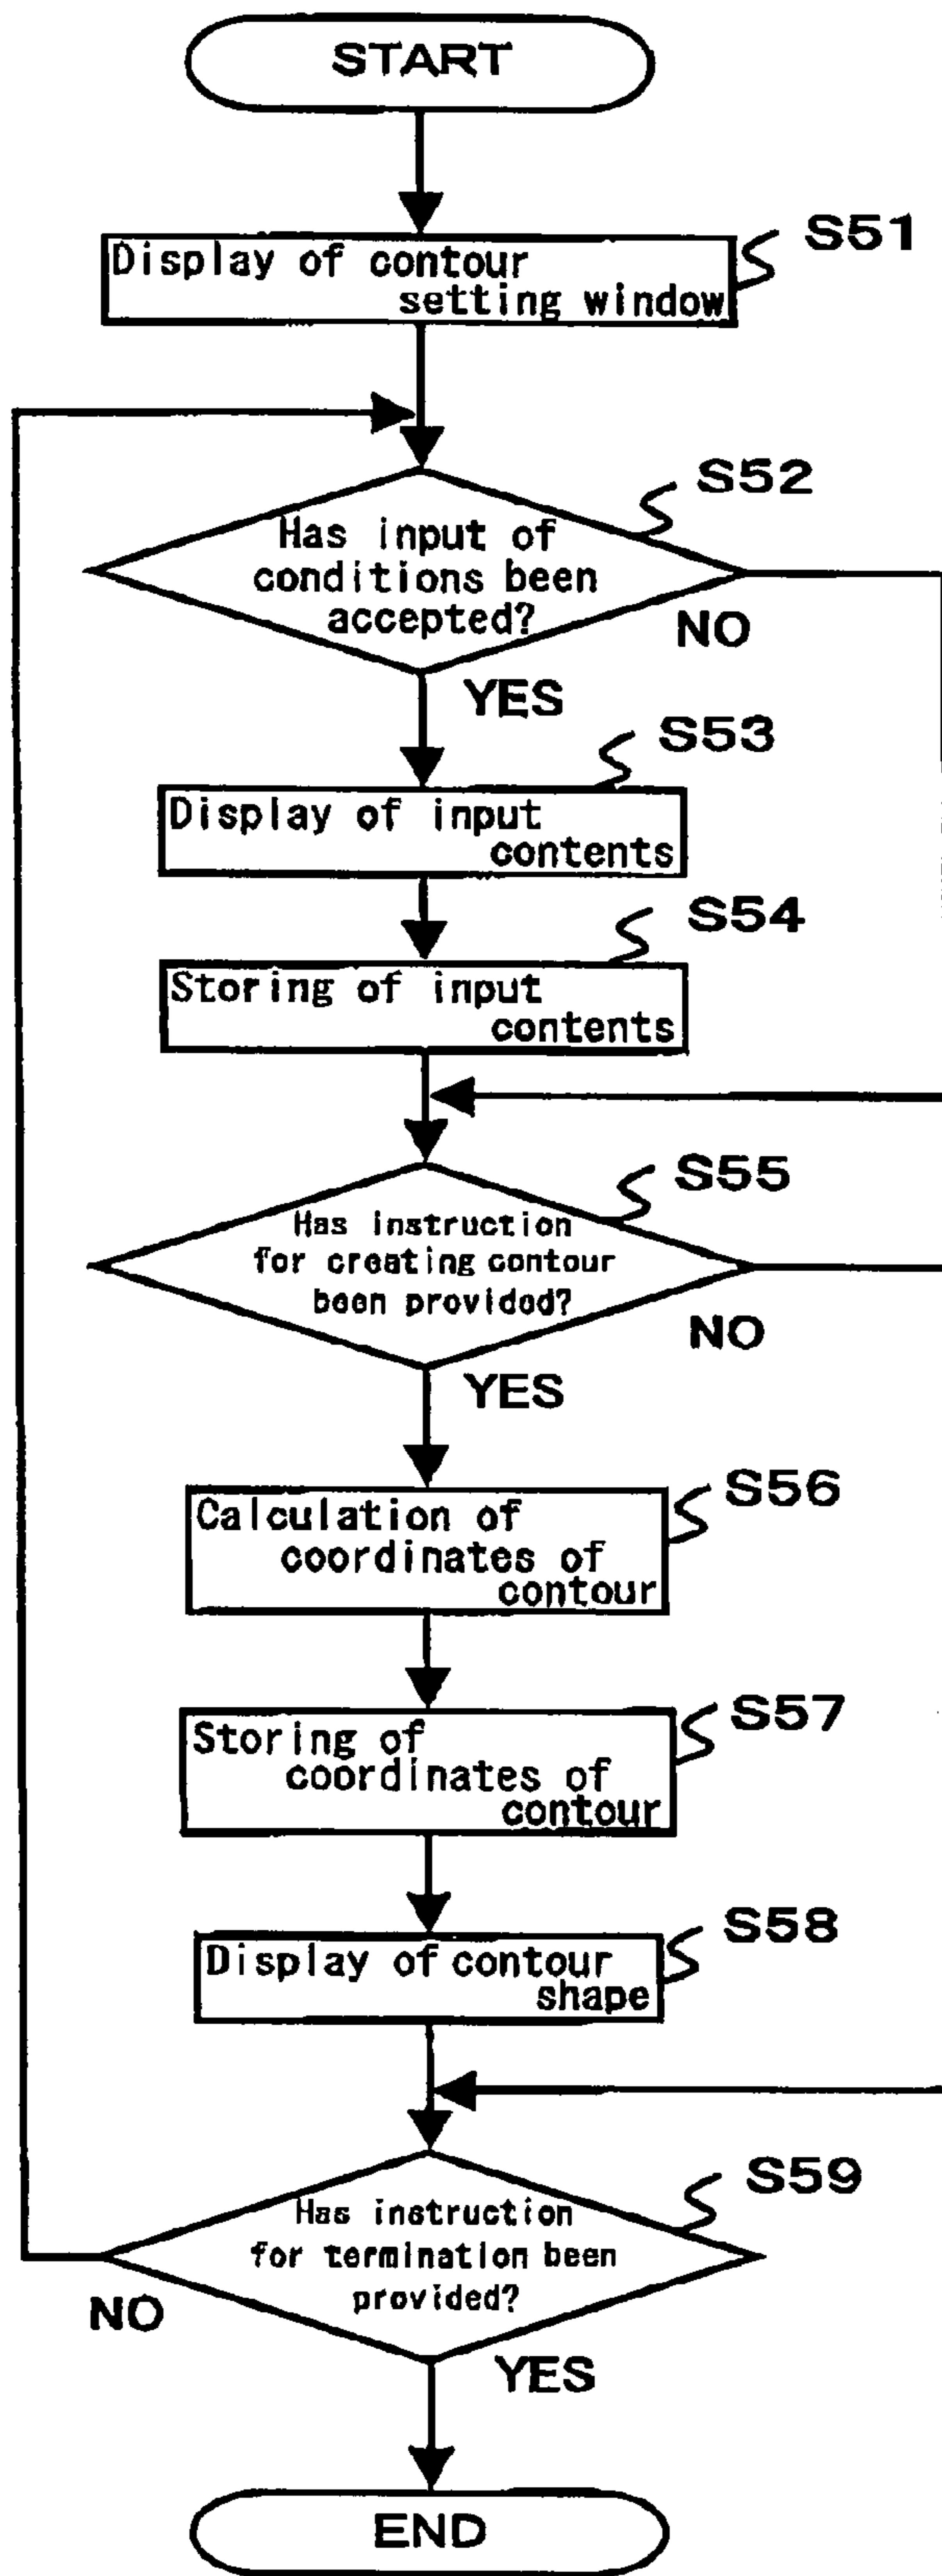 START
S51
Display of contour
setting window
S52
Has input of
conditions been
accepted?
NO
YES
S53
Display of input
contents
S54
Storing of input
contents
S55
Has instruction
for creating contour
been provided?
NO
YES
S56
Calculation of
coordinates of
contour
S57
Storing of
coordinates of
contour
S58
Display of contour
shape
S59
Has instruction
for termination been
provided?
NO
YES
END